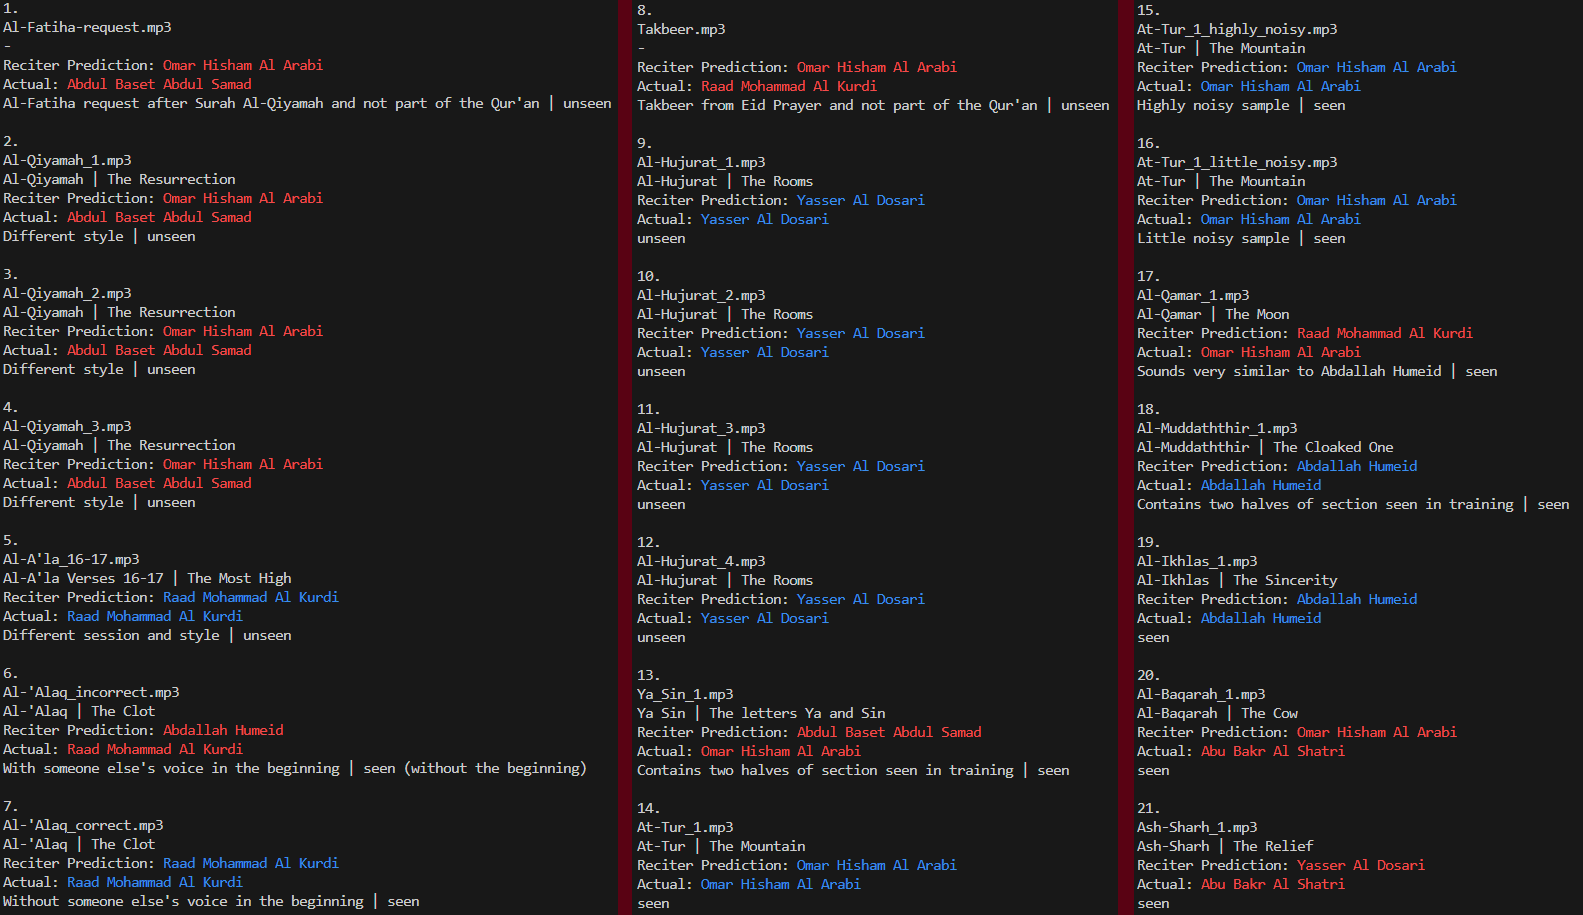 1.
Al-Fatiha-request.mp3
-
Reciter Prediction: Omar Hisham Al Arabi
Actual: Abdul Baset Abdul Samad
Al-Fatiha request after Surah Al-Qiyamah and not part of the Qur'an | unseen
2.
Al-Qiyamah_1.mp3
Al-Qiyamah | The Resurrection
Reciter Prediction: Omar Hisham Al Arabi
Actual: Abdul Baset Abdul Samad
Different style | unseen
3.
Al-Qiyamah_2.mp3
Al-Qiyamah | The Resurrection
Reciter Prediction: Omar Hisham Al Arabi
Actual: Abdul Baset Abdul Samad
Different style | unseen
4.
Al-Qiyamah_3.mp3
Al-Qiyamah | The Resurrection
Reciter Prediction: Omar Hisham Al Arabi
Actual: Abdul Baset Abdul Samad
Different style | unseen
5.
Al-A'la_16-17.mp3
Al-A'la Verses 16-17 | The Most High
Reciter Prediction: Raad Mohammad Al Kurdi
Actual: Raad Mohammad Al Kurdi
Different session and style | unseen
6.
Al-'Alaq_incorrect.mp3
Al-'Alaq | The Clot
Reciter Prediction: Abdallah Humeid
Actual: Raad Mohammad Al Kurdi
With someone else's voice in the beginning | seen (without the beginning)
7.
Al-'Alaq_correct.mp3
Al-'Alaq | The Clot
Reciter Prediction: Raad Mohammad Al Kurdi
Actual: Raad Mohammad Al Kurdi
Without someone else's voice in the beginning | seen
8.
Takbeer.mp3
-
Reciter Prediction: Omar Hisham Al Arabi
Actual: Raad Mohammad Al Kurdi
Takbeer from Eid Prayer and not part of the Qur'an | unseen
9.
Al-Hujurat_1.mp3
Al-Hujurat | The Rooms
Reciter Prediction: Yasser Al Dosari
Actual: Yasser Al Dosari
unseen
10.
Al-Hujurat_2.mp3
Al-Hujurat | The Rooms
Reciter Prediction: Yasser Al Dosari
Actual: Yasser Al Dosari
unseen
11.
Al-Hujurat_3.mp3
Al-Hujurat | The Rooms
Reciter Prediction: Yasser Al Dosari
Actual: Yasser Al Dosari
unseen
12.
Al-Hujurat_4.mp3
Al-Hujurat | The Rooms
Reciter Prediction: Yasser Al Dosari
Actual: Yasser Al Dosari
unseen
13.
Ya_Sin_1.mp3
Ya Sin | The letters Ya and Sin
Reciter Prediction: Abdul Baset Abdul Samad
Actual: Omar Hisham Al Arabi
Contains two halves of section seen in training | seen
14.
At-Tur_1.mp3
At-Tur | The Mountain
Reciter Prediction: Omar Hisham Al Arabi
Actual: Omar Hisham Al Arabi
seen
15.
At-Tur_1_highly_noisy.mp3
At-Tur | The Mountain
Reciter Prediction: Omar Hisham Al Arabi
Actual: Omar Hisham Al Arabi
Highly noisy sample | seen
16.
At-Tur_1_little_noisy.mp3
At-Tur | The Mountain
Reciter Prediction: Omar Hisham Al Arabi
Actual: Omar Hisham Al Arabi
Little noisy sample | seen
17.
Al-Qamar_1.mp3
Al-Qamar | The Moon
Reciter Prediction: Raad Mohammad Al Kurdi
Actual: Omar Hisham Al Arabi
Sounds very similar to Abdallah Humeid | seen
18.
Al-Muddaththir_1.mp3
Al-Muddaththir | The Cloaked One
Reciter Prediction: Abdallah Humeid
Actual: Abdallah Humeid
Contains two halves of section seen in training | seen
19.
Al-Ikhlas_1.mp3
Al-Ikhlas | The Sincerity
Reciter Prediction: Abdallah Humeid
Actual: Abdallah Humeid
seen
20.
Al-Baqarah_1.mp3
Al-Baqarah | The Cow
Reciter Prediction: Omar Hisham Al Arabi
Actual: Abu Bakr Al Shatri
seen
21.
Ash-Sharh_1.mp3
Ash-Sharh | The Relief
Reciter Prediction: Yasser Al Dosari
Actual: Abu Bakr Al Shatri
seen